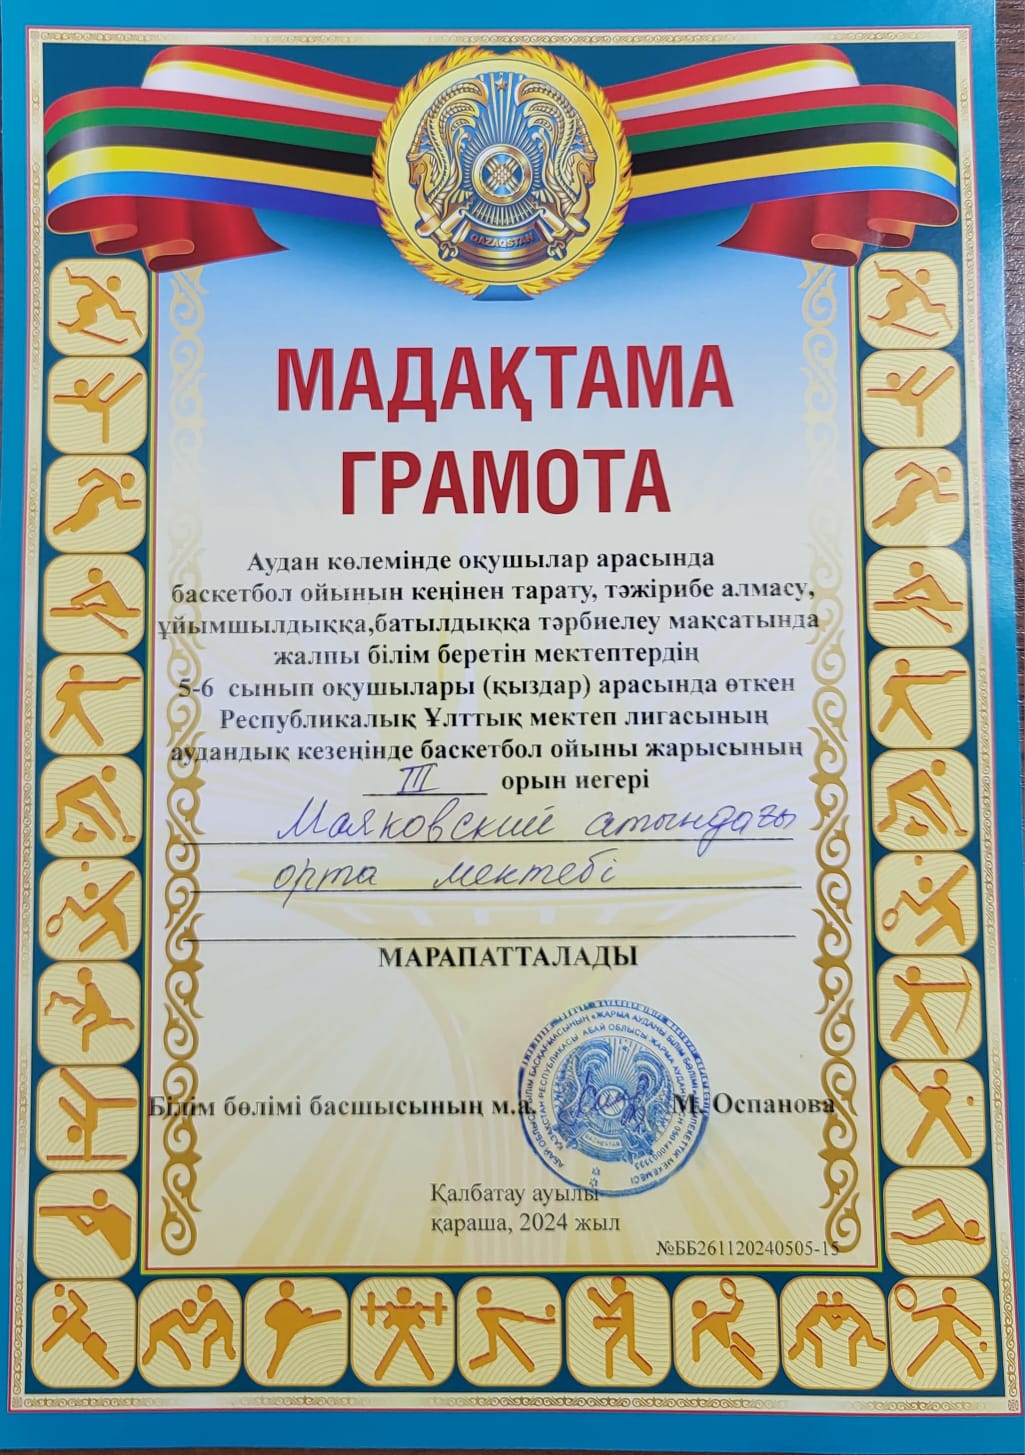 QAZAQSTAN
МАДАҚТАМА
ГРАМОТА
Аудан көлемінде оқушылар арасында
баскетбол ойынын кеңінен тарату, тәжірибе алмасу,
ұйымшылдыққа,батылдыққа тәрбиелеу мақсатында
жалпы білім беретін мектептердің
5-6 сынып оқушылары (қыздар) арасында өткен
Республикалық Ұлттық мектеп лигасының
аудандық кезеңінде баскетбол ойыны жарысының
III орын иегері
Маяковский атындағы
орта мектебі
МАРАПАТТАЛАДЫ
Білім бөлімі басшысының м.а. М. Оспанова
Қалбатау ауылы
қараша, 2024 жыл
№ББ261120240505-15